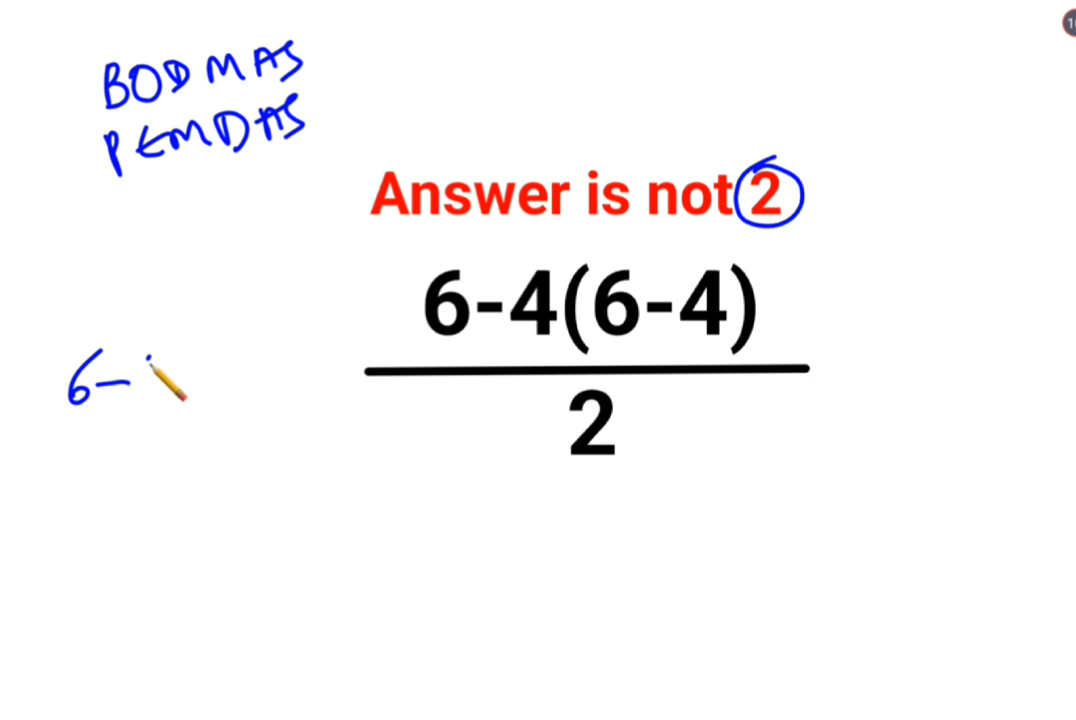 BODMAS
PEMDAS
Answer is not 2
6-4(6-4)
2
6-